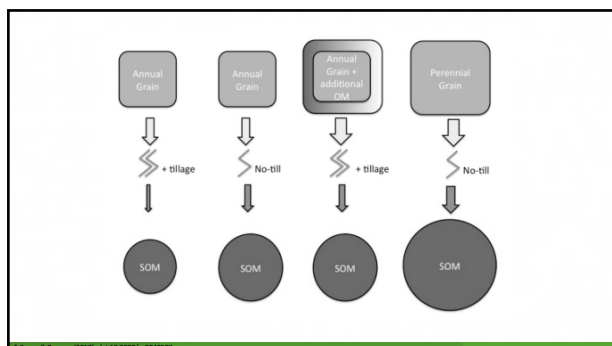 Annual
Grain
Annual
Grain
Annual
Grain +
additional
OM
Perennial
Grain
+ tillage
No-till
+ tillage
No-till
SOM
SOM
SOM
SOM